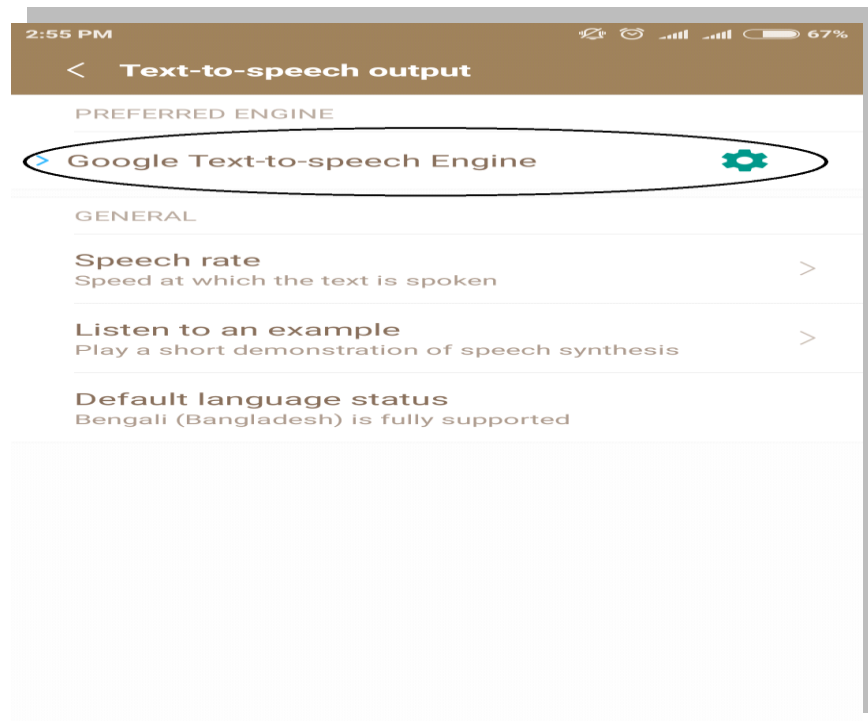 2:55 PM 67%
< Text-to-speech output
PREFERRED ENGINE
> Google Text-to-speech Engine
GENERAL
Speech rate
Speed at which the text is spoken >
Listen to an example
Play a short demonstration of speech synthesis >
Default language status
Bengali (Bangladesh) is fully supported